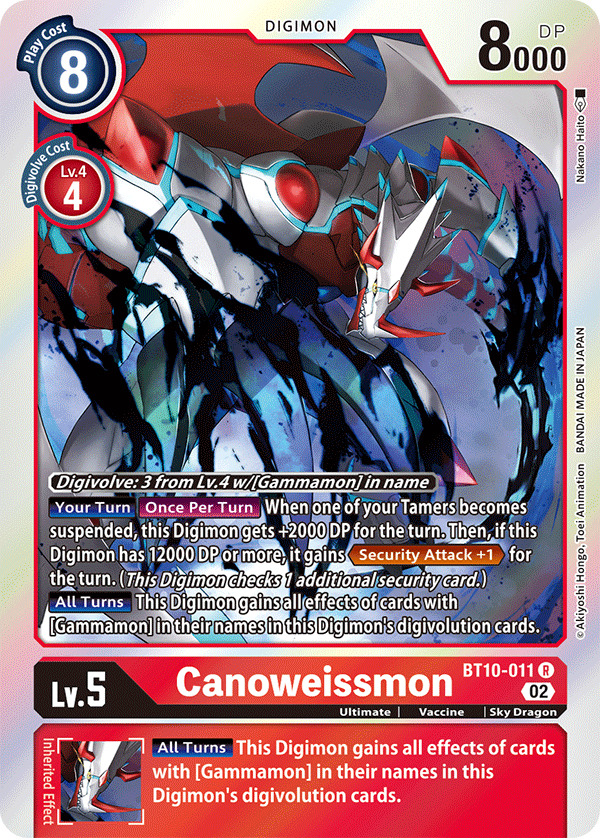 Play Cost
8
DIGIMON
DP
8000
Digivolve Cost
Lv.4
4
Nakano Haito
©Akiyoshi Hongo, Toei Animation BANDAI MADE IN JAPAN
Digivolve: 3 from Lv.4 w/[Gammamon] in name
Your Turn Once Per Turn When one of your Tamers becomes
suspended, this Digimon gets +2000 DP for the turn. Then, if this
Digimon has 12000 DP or more, it gains Security Attack +1 for
the turn. (This Digimon checks 1 additional security card.)
All Turns This Digimon gains all effects of cards with
[Gammamon] in their names in this Digimon's digivolution cards.
Lv.5
Canoweissmon
BT10-011 R
02
Ultimate | Vaccine | Sky Dragon
Inherited Effect
All Turns This Digimon gains all effects of cards
with [Gammamon] in their names in this
Digimon's digivolution cards.